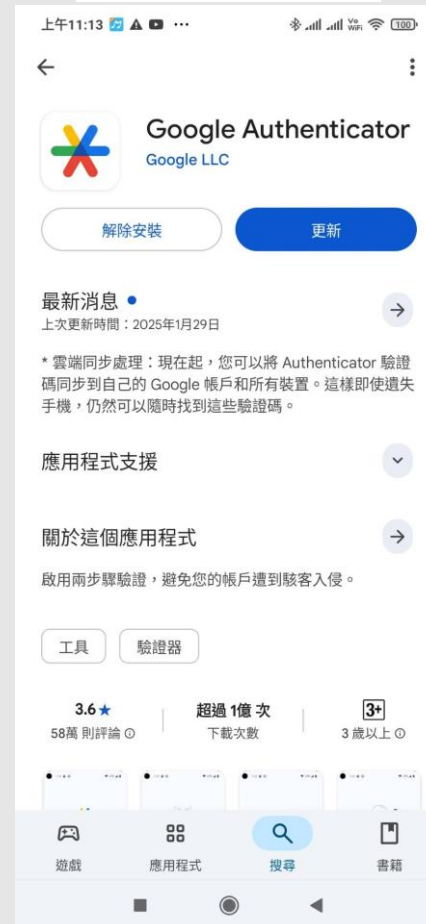 上午11:13
Vo
WiFi
100
Google Authenticator
Google LLC
解除安裝
更新
最新消息
上次更新時間：2025年1月29日
* 雲端同步處理：現在起，您可以將 Authenticator 驗證
碼同步到自己的 Google 帳戶和所有裝置。這樣即使遺失
手機，仍然可以隨時找到這些驗證碼。
應用程式支援
關於這個應用程式
啟用兩步驟驗證，避免您的帳戶遭到駭客入侵。
工具
驗證器
3.6★
超過 1億 次
3+
58萬 則評論
下載次數
3 歲以上
遊戲
應用程式
搜尋
書籍